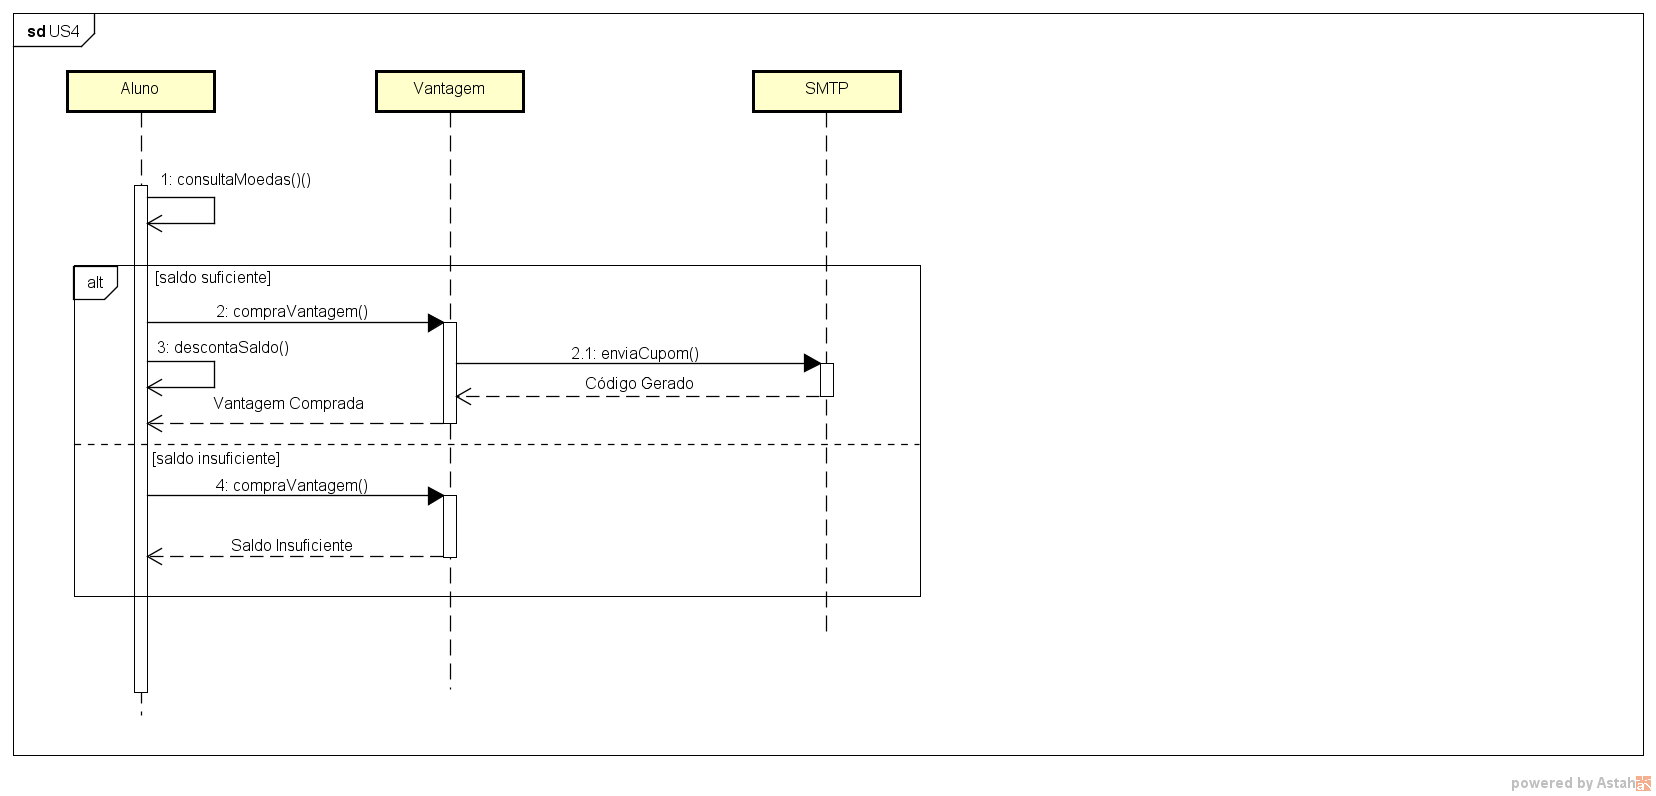 sd US4
Aluno
Vantagem
SMTP
1: consultaMoedas()()
alt
[saldo suficiente]
2: compraVantagem()
3: descontaSaldo()
2.1: enviaCupom()
Código Gerado
Vantagem Comprada
[saldo insuficiente]
4: compraVantagem()
Saldo Insuficiente
powered by Astah